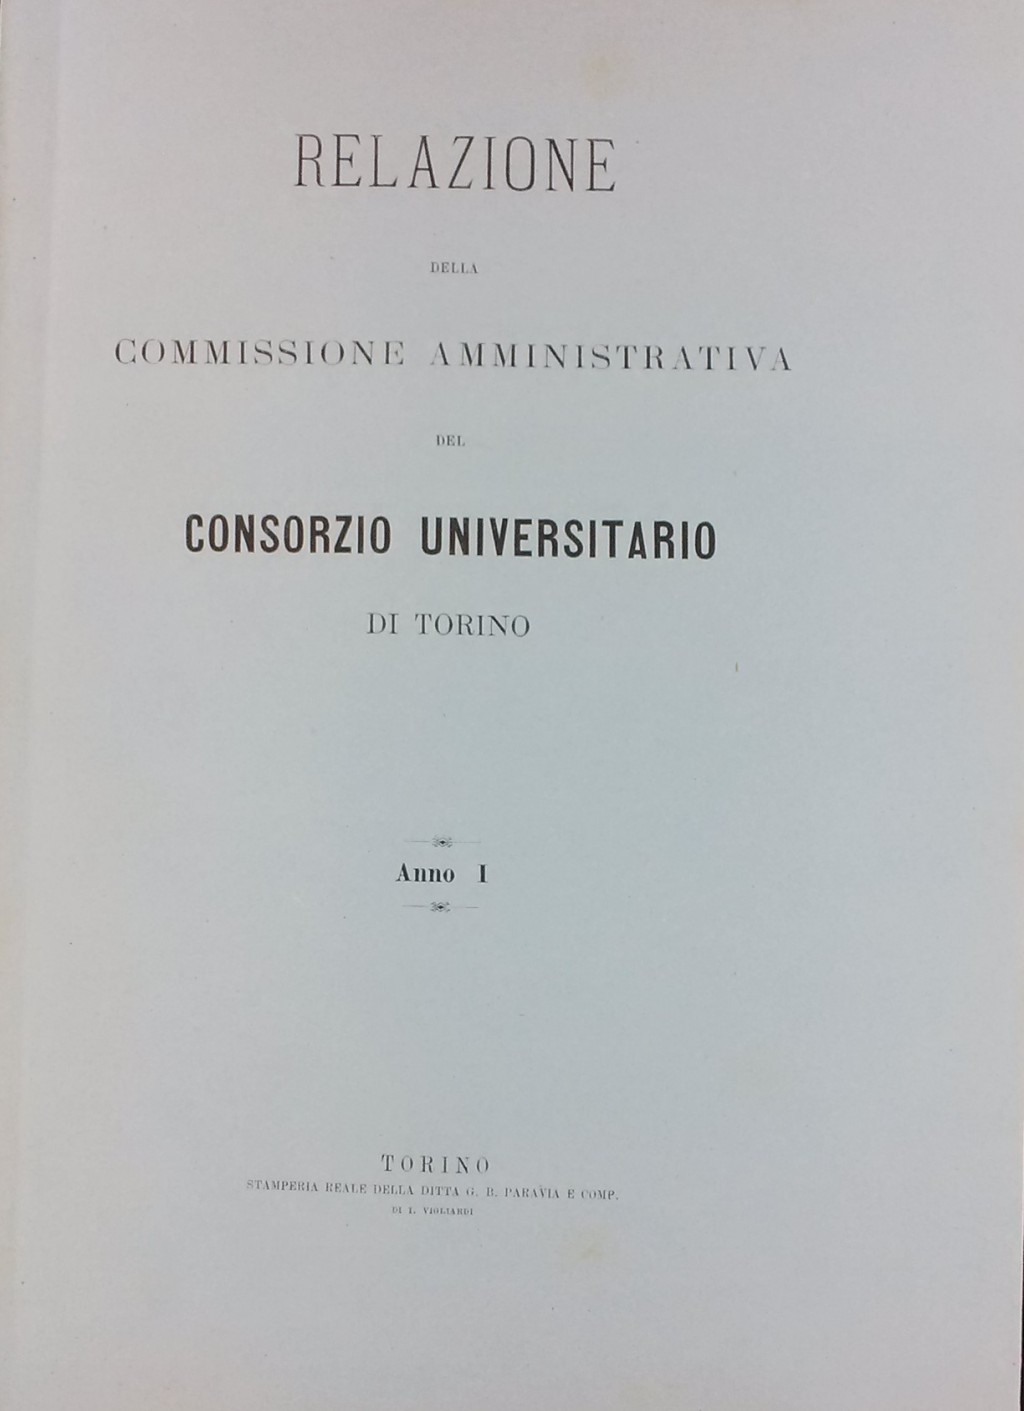 RELAZIONE
DELLA
COMMISSIONE AMMINISTRATIVA
DEL
CONSORZIO UNIVERSITARIO
DI TORINO
Anno I
TORINO
STAMPERIA REALE DELLA DITTA G. B. PARAVIA E COMP.
DI I. VIGLIARDI